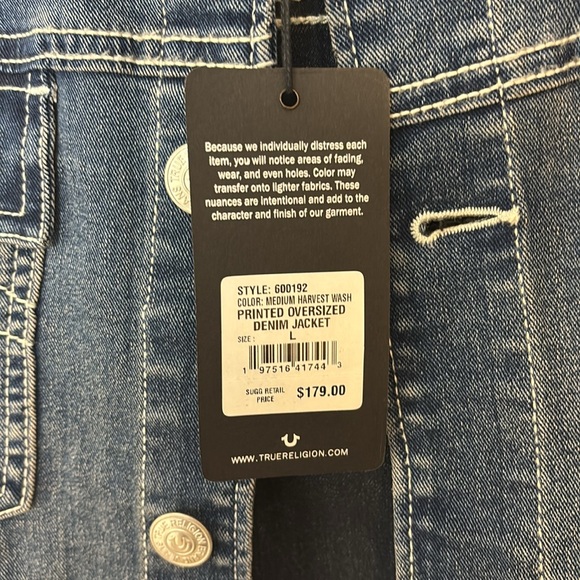 Because we individually distress each
item, you will notice areas of fading,
wear, and even holes. Color may
transfer onto lighter fabrics. These
nuances are intentional and add to the
character and finish of our garment.
STYLE: 600192
COLOR: MEDIUM HARVEST WASH
PRINTED OVERSIZED
DENIM JACKET
SIZE: L
1 97516 41744 3
SUGG RETAIL
PRICE $179.00
WWW.TRUERELIGION.COM
TRUE RELIGION